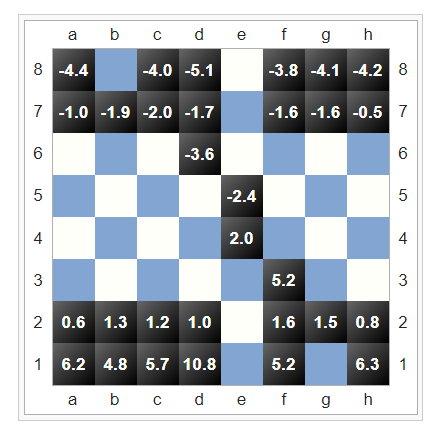 a b c d e f g h
8 -4.4 -4.0 -5.1 -3.8 -4.1 -4.2 8
7 -1.0 -1.9 -2.0 -1.7 -1.6 -1.6 -0.5 7
6 -3.6 6
5 -2.4 5
4 2.0 4
3 5.2 3
2 0.6 1.3 1.2 1.0 1.6 1.5 0.8 2
1 6.2 4.8 5.7 10.8 5.2 6.3 1
a b c d e f g h